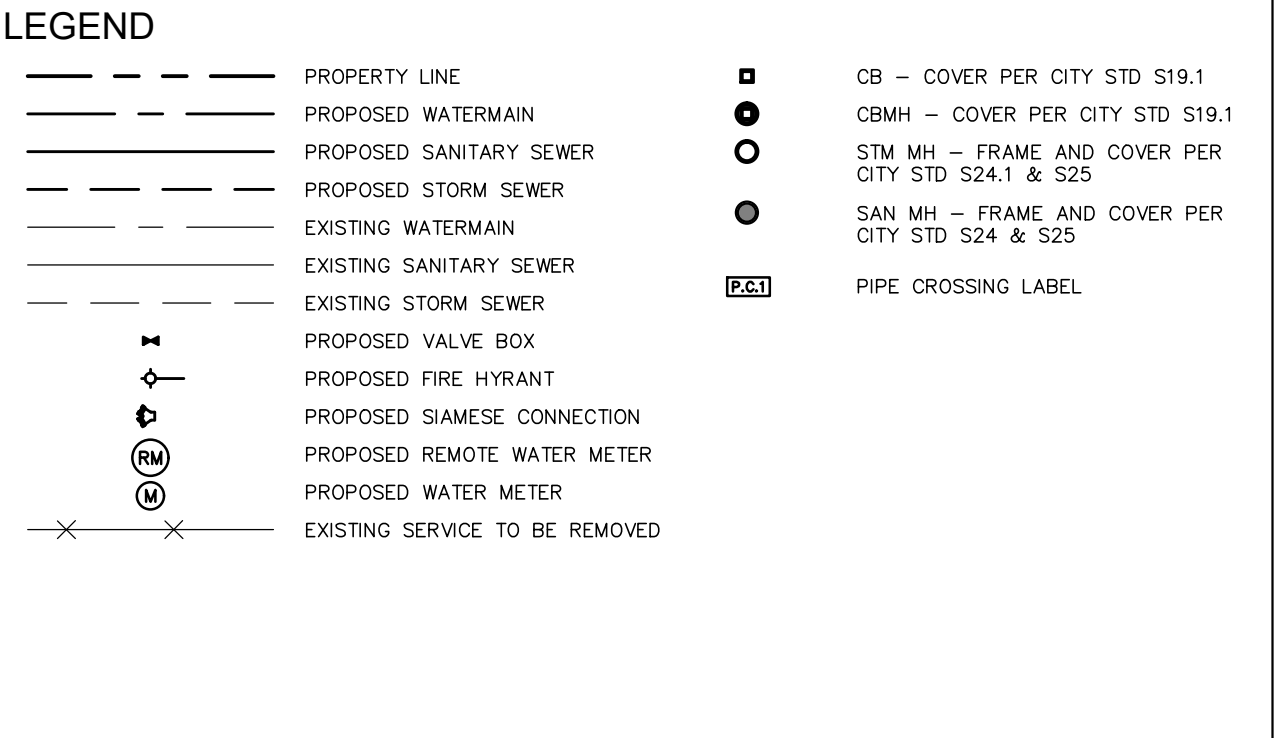 LEGEND
PROPERTY LINE
PROPOSED WATERMAIN
PROPOSED SANITARY SEWER
PROPOSED STORM SEWER
EXISTING WATERMAIN
EXISTING SANITARY SEWER
EXISTING STORM SEWER
PROPOSED VALVE BOX
PROPOSED FIRE HYRANT
PROPOSED SIAMESE CONNECTION
RM PROPOSED REMOTE WATER METER
M PROPOSED WATER METER
EXISTING SERVICE TO BE REMOVED
CB – COVER PER CITY STD S19.1
CBMH – COVER PER CITY STD S19.1
STM MH – FRAME AND COVER PER
CITY STD S24.1 & S25
SAN MH – FRAME AND COVER PER
CITY STD S24 & S25
P.C.1 PIPE CROSSING LABEL